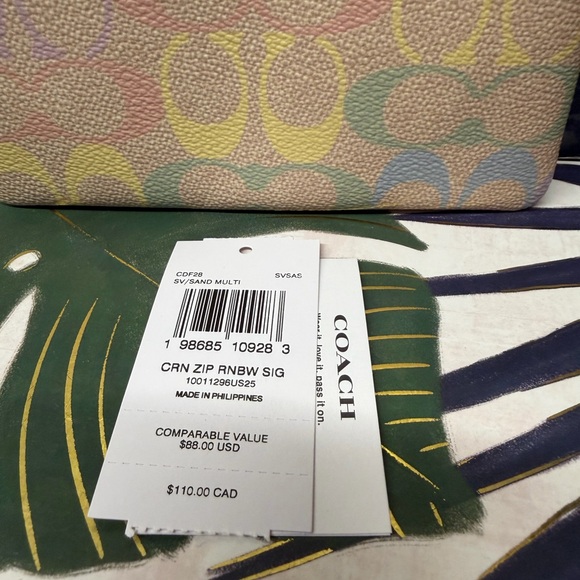 CDF28 SVSAS
SV/SAND MULTI
1 98685 10928 3
CRN ZIP RNBW SIG
10011296US25
MADE IN PHILIPPINES
COMPARABLE VALUE
$88.00 USD
$110.00 CAD
COACH
love it. pass it on.